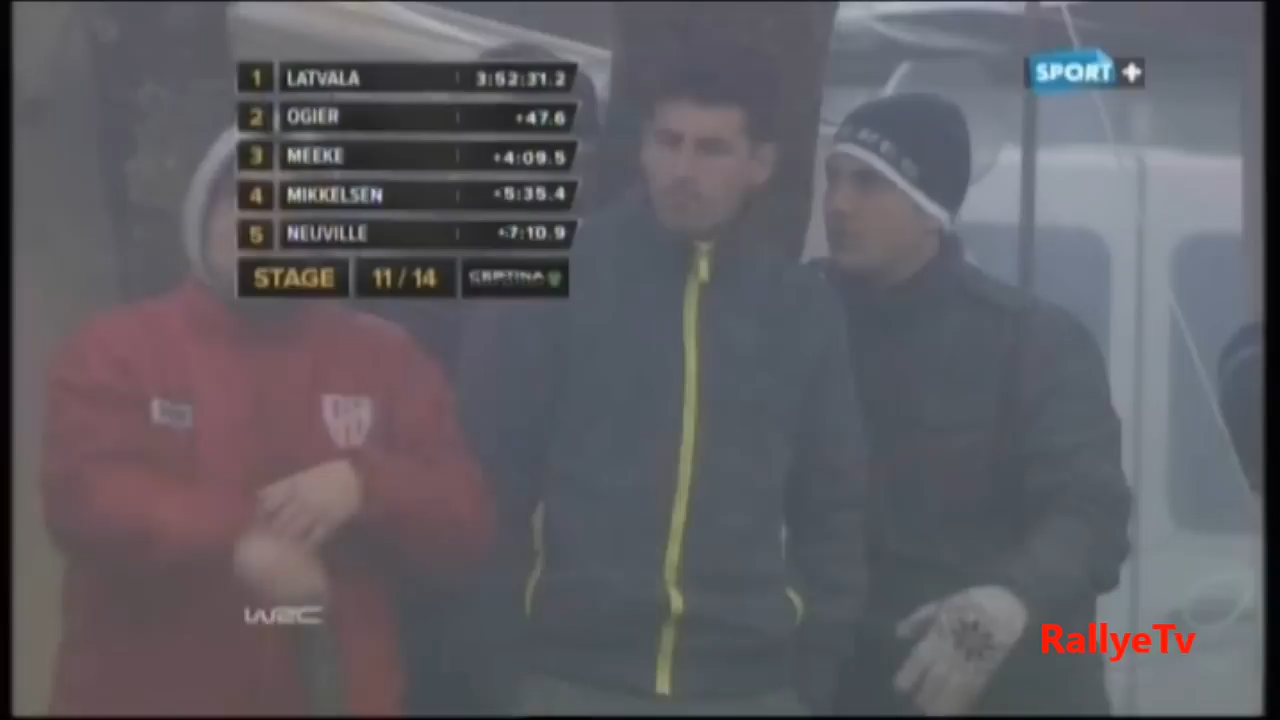 1 LATVALA 3:52:31.2
2 OGIER +47.6
3 MEEKE +4:09.5
4 MIKKELSEN +5:35.4
5 NEUVILLE +7:10.9
STAGE 11/14 CERTINA
SPORT+
WRC
RallyeTv